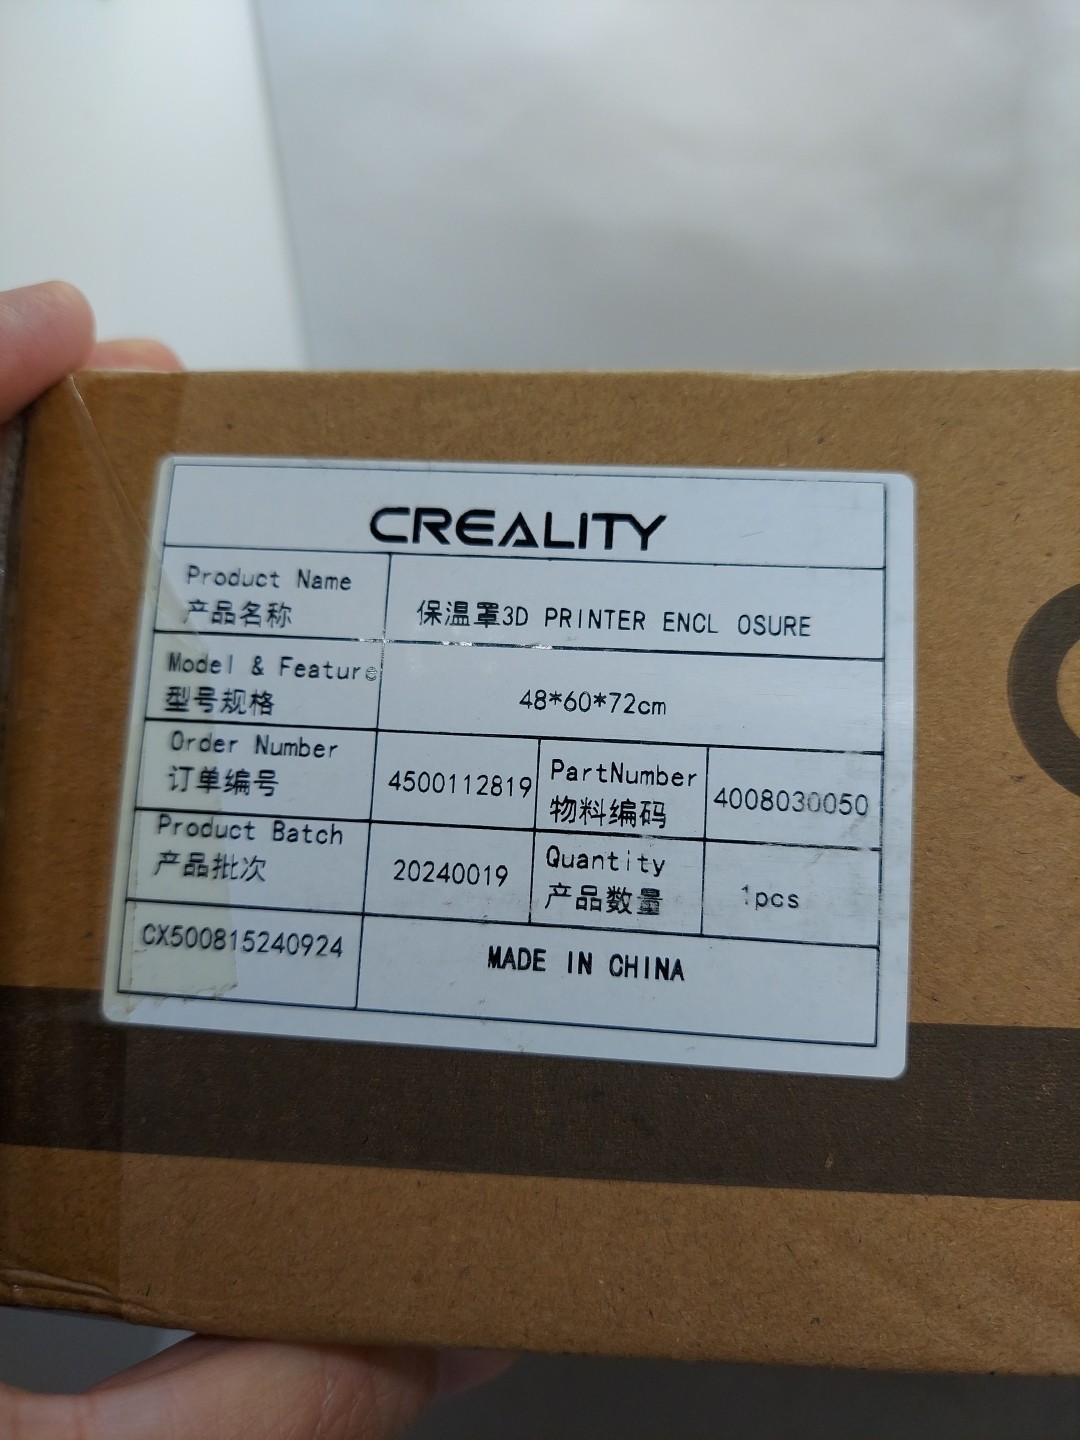 CREALITY
Product Name
产品名称
保温罩3D PRINTER ENCL OSURE
Model & Feature
型号规格
48*60*72cm
Order Number
订单编号
4500112819
PartNumber
物料编码
4008030050
Product Batch
产品批次
20240019
Quantity
产品数量
1pcs
CX500815240924
MADE IN CHINA